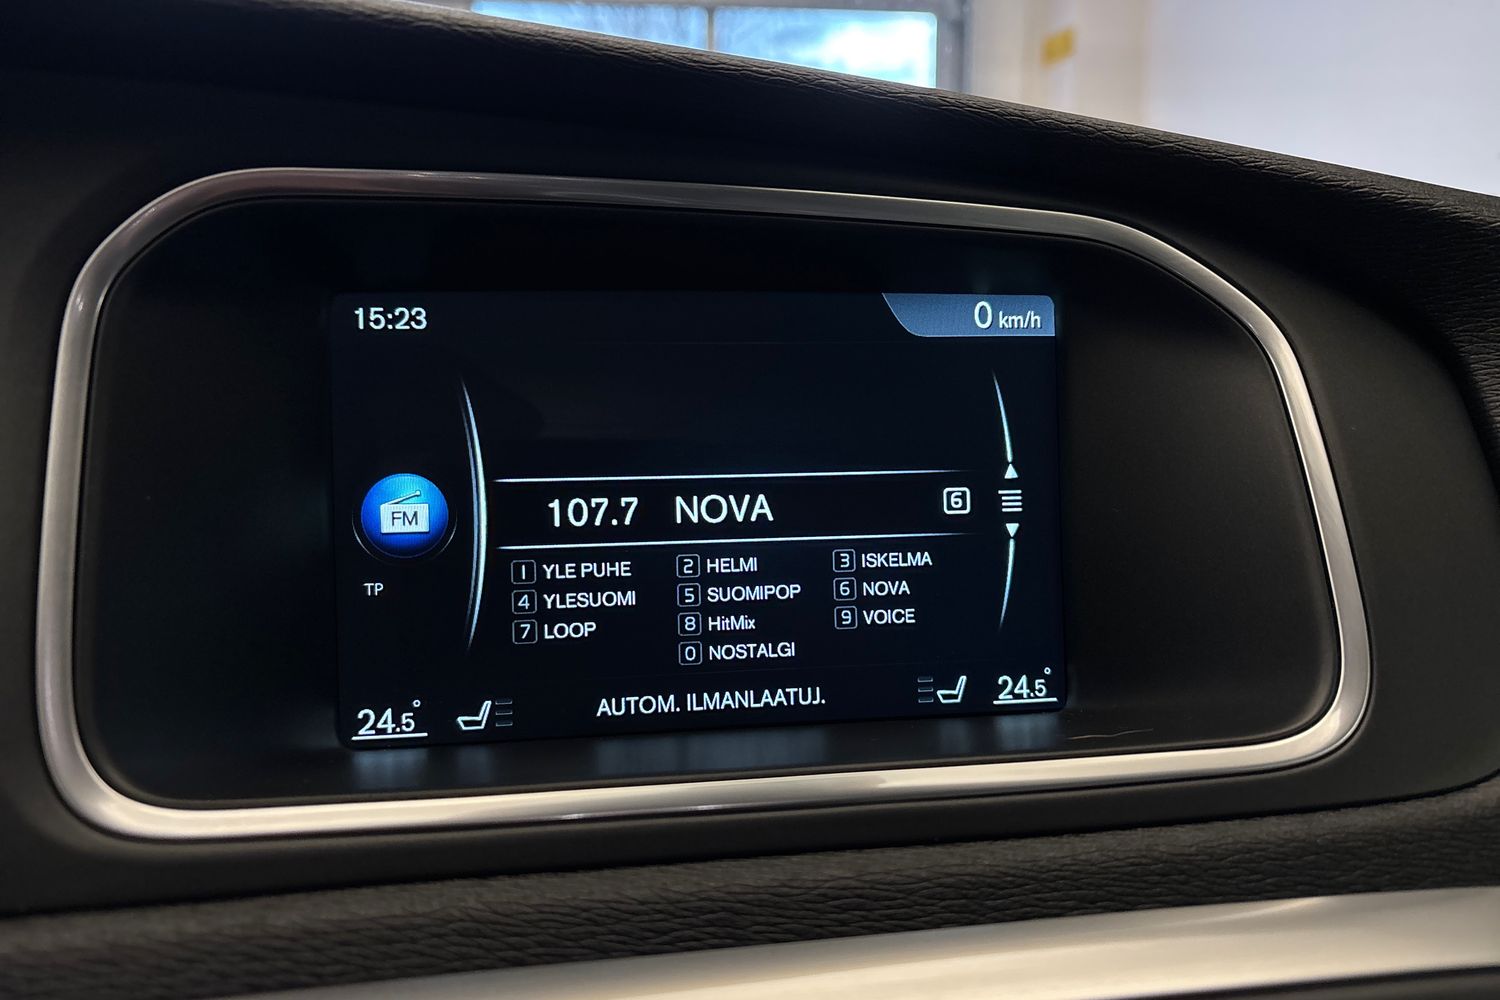 15:23
0 km/h
107.7 NOVA 6
FM
1 YLE PUHE 2 HELMI 3 ISKELMA
4 YLESUOMI 5 SUOMIPOP 6 NOVA
7 LOOP 8 HitMix 9 VOICE
0 NOSTALGI
TP
24.5° AUTOM. ILMANLAATUJ. 24.5°